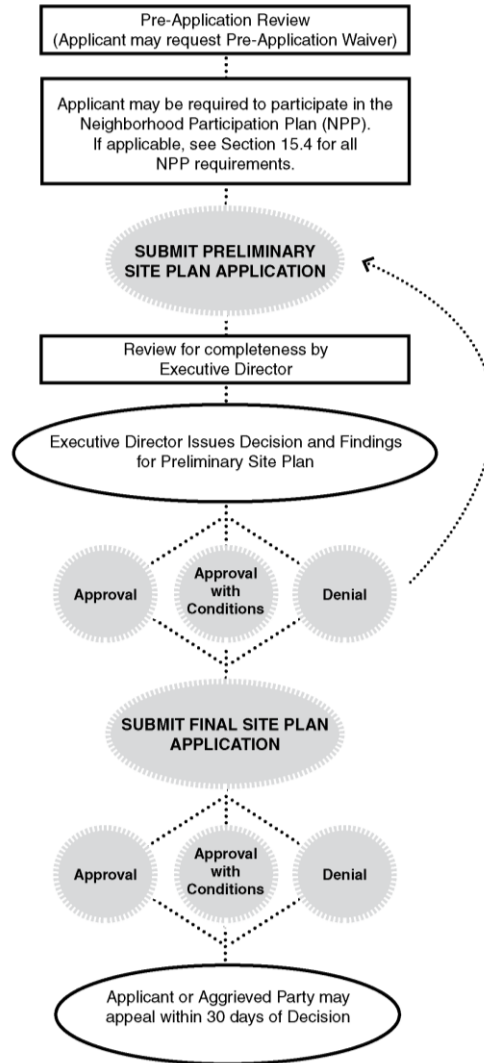 Pre-Application Review
(Applicant may request Pre-Application Waiver)
Applicant may be required to participate in the
Neighborhood Participation Plan (NPP).
If applicable, see Section 15.4 for all
NPP requirements.
SUBMIT PRELIMINARY
SITE PLAN APPLICATION
Review for completeness by
Executive Director
Executive Director Issues Decision and Findings
for Preliminary Site Plan
Approval
Approval
with
Conditions
Denial
SUBMIT FINAL SITE PLAN
APPLICATION
Approval
Approval
with
Conditions
Denial
Applicant or Aggrieved Party may
appeal within 30 days of Decision